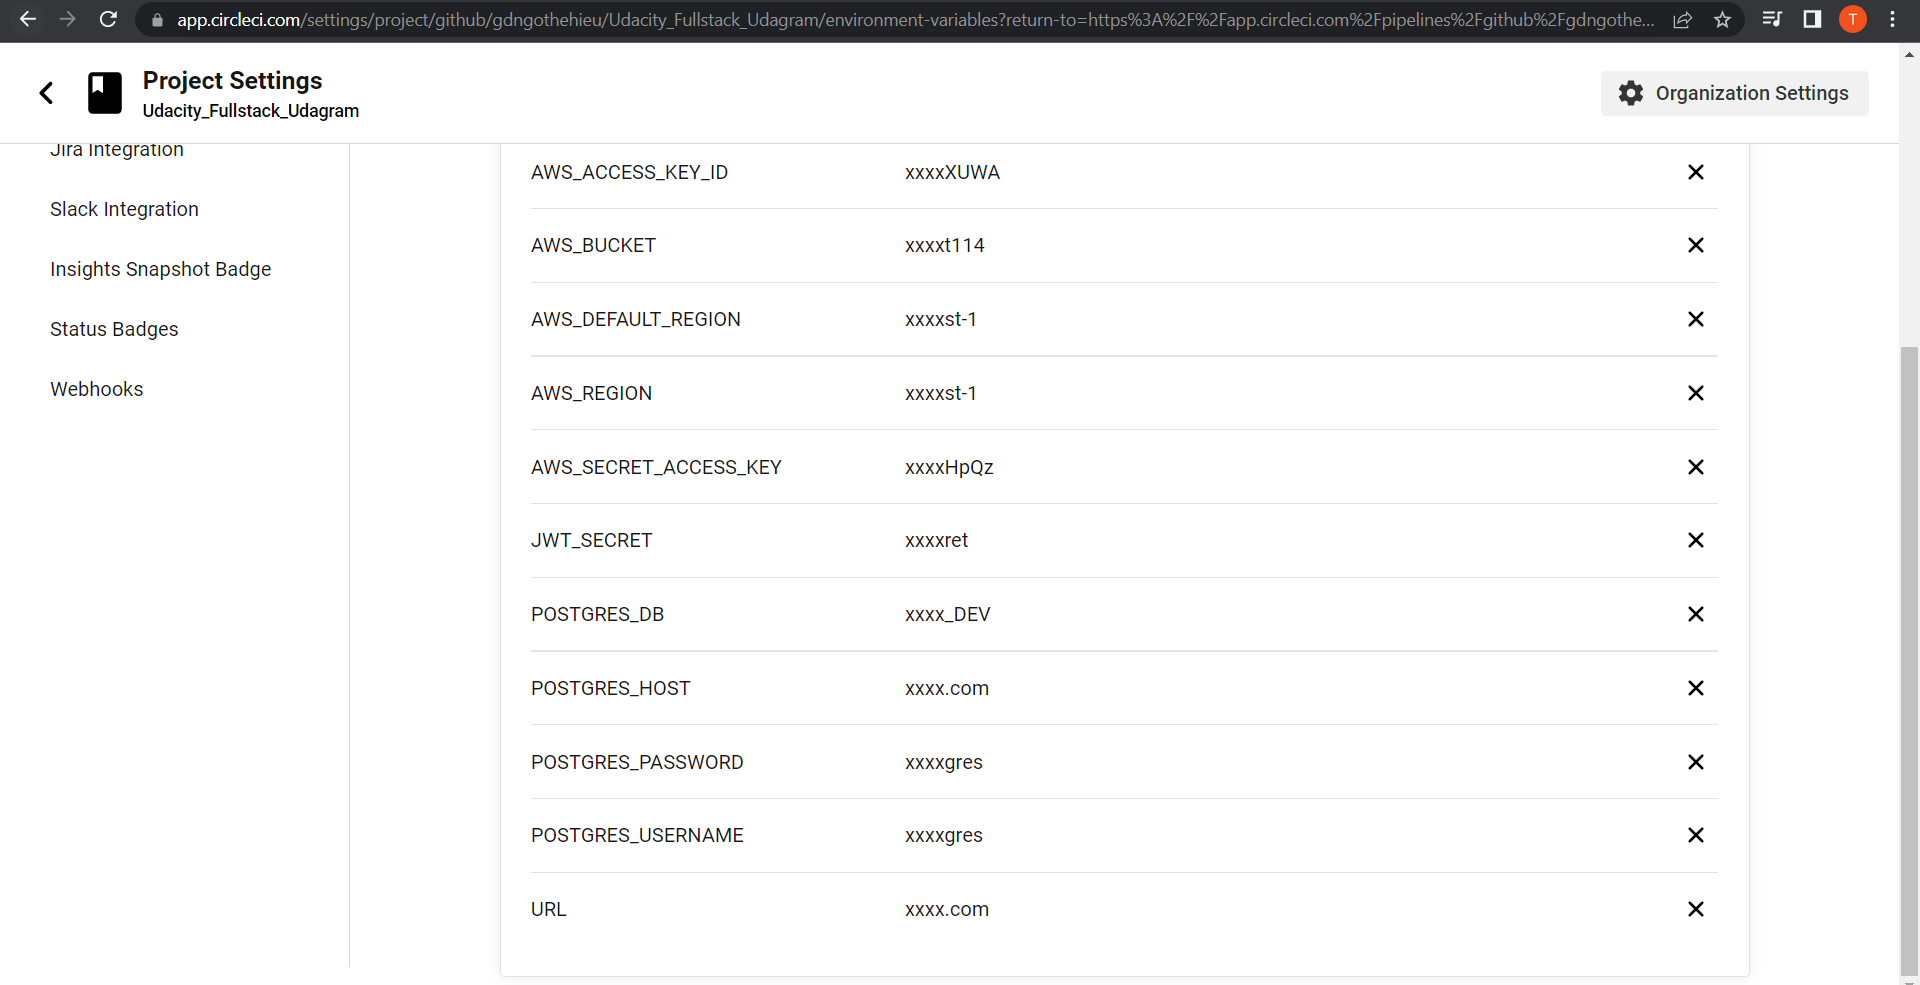 app.circleci.com/settings/project/github/gdngothehieu/Udacity_Fullstack_Udagram/environment-variables?return-to=https%3A%2F%2Fapp.circleci.com%2Fpipelines%2Fgithub%2Fgdngothe...
T
Project Settings
Udacity_Fullstack_Udagram
Organization Settings
Jira Integration
Slack Integration
Insights Snapshot Badge
Status Badges
Webhooks
AWS_ACCESS_KEY_ID xxxxXUWA
AWS_BUCKET xxxxt114
AWS_DEFAULT_REGION xxxxst-1
AWS_REGION xxxxst-1
AWS_SECRET_ACCESS_KEY xxxxHpQz
JWT_SECRET xxxxret
POSTGRES_DB xxxx_DEV
POSTGRES_HOST xxxx.com
POSTGRES_PASSWORD xxxxgres
POSTGRES_USERNAME xxxxgres
URL xxxx.com